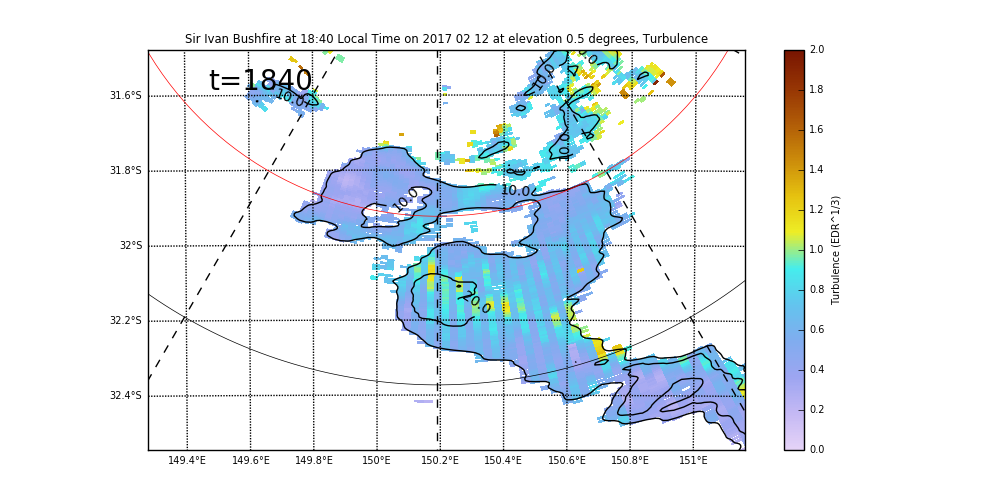 Sir Ivan Bushfire at 18:40 Local Time on 2017 02 12 at elevation 0.5 degrees, Turbulence
t=1840
10.0
10.0
10.0
10.0
10.0
31.6°S
31.8°S
32°S
32.2°S
32.4°S
149.4°E 149.6°E 149.8°E 150°E 150.2°E 150.4°E 150.6°E 150.8°E 151°E
2.0
1.8
1.6
1.4
1.2
1.0
0.8
0.6
0.4
0.2
0.0
Turbulence (EDR^1/3)